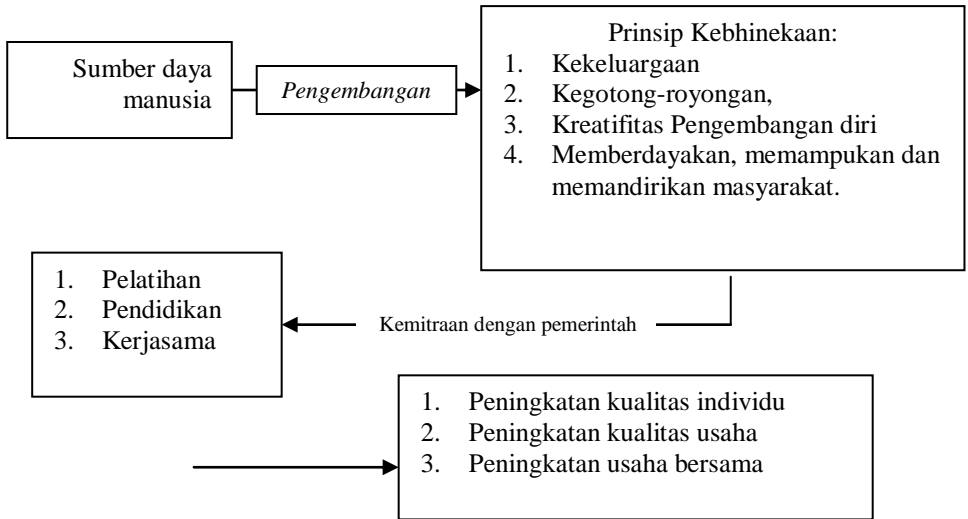 Sumber daya
manusia
Pengembangan
Prinsip Kebhinekaan:
1. Kekeluargaan
2. Kegotong-royongan,
3. Kreatifitas Pengembangan diri
4. Memberdayakan, memampukan dan
memandirikan masyarakat.
1. Pelatihan
2. Pendidikan
3. Kerjasama
Kemitraan dengan pemerintah
1. Peningkatan kualitas individu
2. Peningkatan kualitas usaha
3. Peningkatan usaha bersama